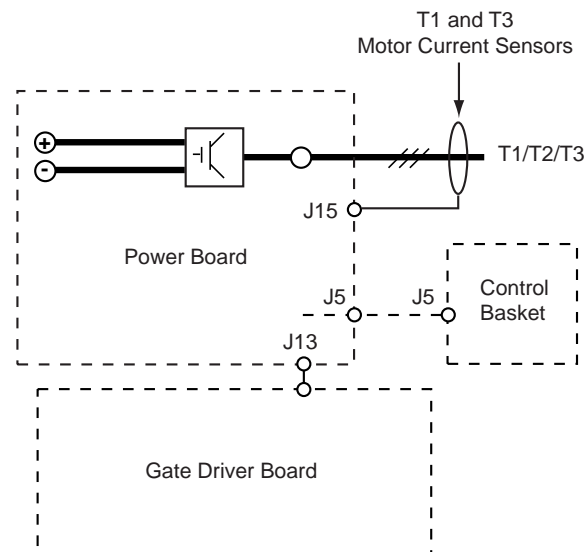 T1 and T3
Motor Current Sensors
+
-
T1/T2/T3
J15
Power Board
J5
J5
Control
Basket
J13
Gate Driver Board